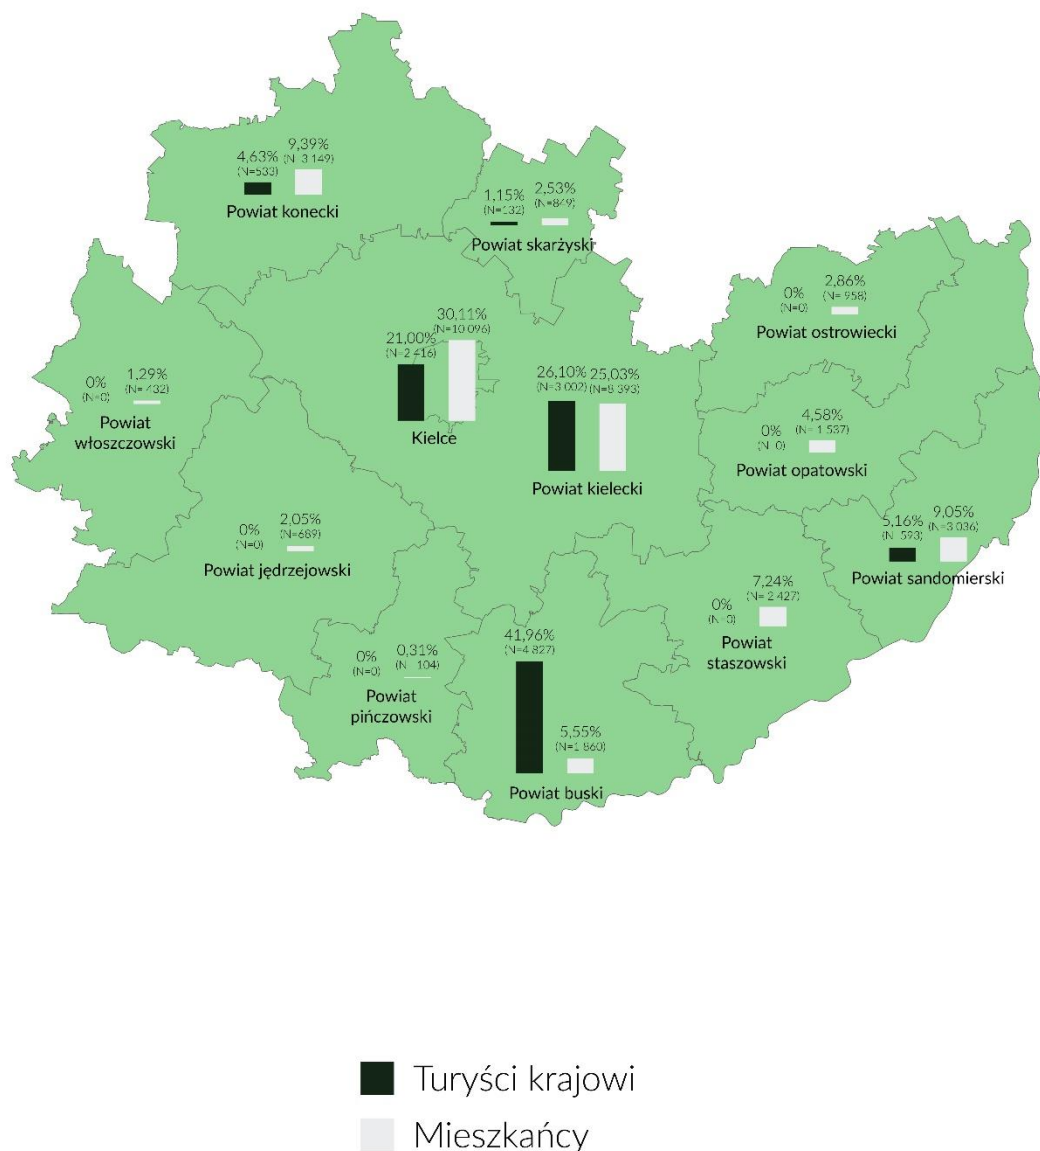 9,39%
(N=3 149)
4,63%
(N=533)
Powiat konecki
2,53%
(N=849)
1,15%
(N=132)
Powiat skarżyski
2,86%
(N= 958)
0%
(N=0)
Powiat ostrowiecki
30,11%
(N=10 096)
21,00%
(N=2 416)
Kielce
26,10%
(N=3 002)
25,03%
(N=8 393)
Powiat kielecki
1,29%
(N= 432)
0%
(N=0)
Powiat
włoszczowski
4,58%
(N= 1 537)
0%
(N=0)
Powiat opatowski
2,05%
(N=689)
0%
(N=0)
Powiat jędrzejowski
9,05%
(N=3 036)
5,16%
(N=593)
Powiat sandomierski
7,24%
(N= 2 427)
0%
(N=0)
Powiat
staszowski
0,31%
(N= 104)
0%
(N=0)
Powiat
pińczowski
41,96%
(N=4 827)
5,55%
(N=1 860)
Powiat buski
Turyści krajowi
Mieszkańcy